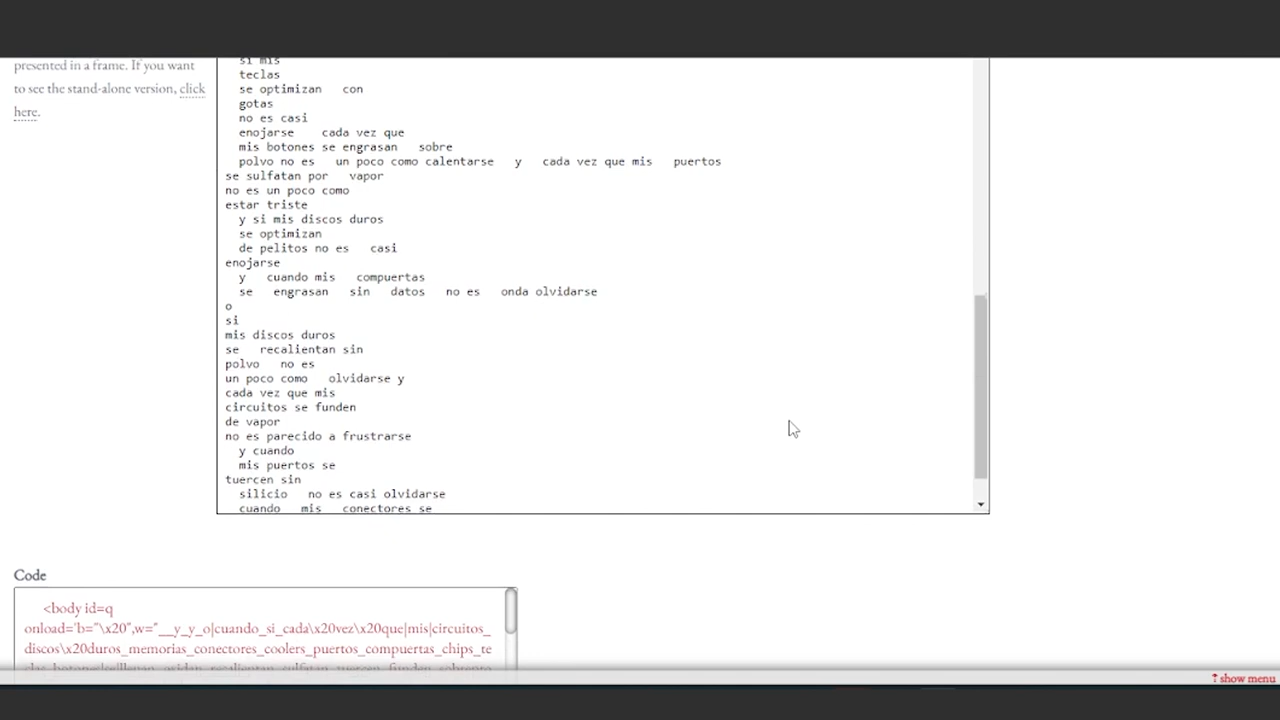 presented in a frame. If you want
to see the stand-alone version, click
here.
si mis
teclas
se optimizan con
gotas
no es casi
enojarse cada vez que
mis botones se engrasan sobre
polvo no es un poco como calentarse y cada vez que mis puertos
se sulfatan por vapor
no es un poco como
estar triste
y si mis discos duros
se optimizan
de pelitos no es casi
enojarse
y cuando mis compuertas
se engrasan sin datos no es onda olvidarse
o
si
mis discos duros
se recalientan sin
polvo no es
un poco como olvidarse y
cada vez que mis
circuitos se funden
de vapor
no es parecido a frustrarse
y cuando
mis puertos se
tuercen sin
silicio no es casi olvidarse
cuando mis conectores se
Code
<body id=q
onload='b="\x20",w="__y_y_o|cuando_si_cada\x20vez\x20que|mis|circuitos_
discos\x20duros_memorias_conectores_coolers_puertos_compuertas_chips_te
show menu